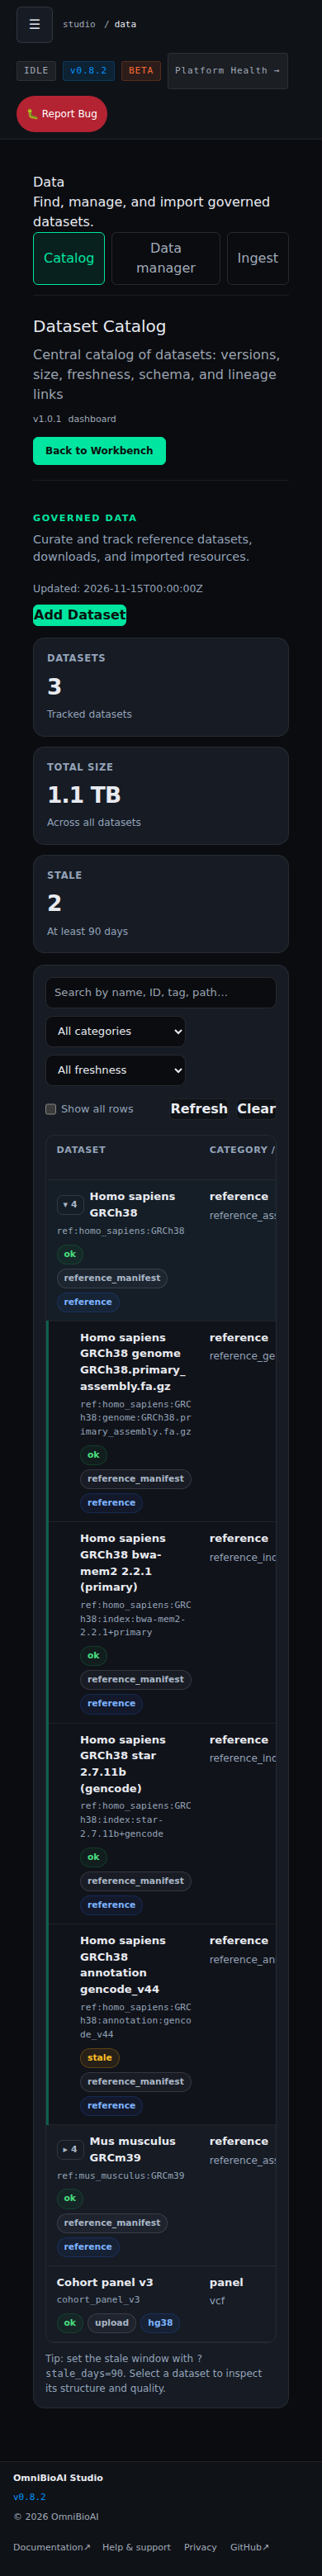 ☰
studio / data
IDLE
v0.8.2
BETA
Platform Health →
🐛 Report Bug
Data
Find, manage, and import governed
datasets.
Catalog
Data
manager
Ingest
Dataset Catalog
Central catalog of datasets: versions,
size, freshness, schema, and lineage
links
v1.0.1 dashboard
Back to Workbench
GOVERNED DATA
Curate and track reference datasets,
downloads, and imported resources.
Updated: 2026-11-15T00:00:00Z
Add Dataset
DATASETS
3
Tracked datasets
TOTAL SIZE
1.1 TB
Across all datasets
STALE
2
At least 90 days
Search by name, ID, tag, path…
All categories
All freshness
Show all rows
Refresh
Clear
DATASET
CATEGORY /
▾ 4
Homo sapiens
GRCh38
ref:homo_sapiens:GRCh38
ok
reference_manifest
reference
reference
reference_ass
Homo sapiens
GRCh38 genome
GRCh38.primary_
assembly.fa.gz
ref:homo_sapiens:GRC
h38:genome:GRCh38.pr
imary_assembly.fa.gz
ok
reference_manifest
reference
reference
reference_ge
Homo sapiens
GRCh38 bwa-
mem2 2.2.1
(primary)
ref:homo_sapiens:GRC
h38:index:bwa-mem2-
2.2.1+primary
ok
reference_manifest
reference
reference
reference_ind
Homo sapiens
GRCh38 star
2.7.11b
(gencode)
ref:homo_sapiens:GRC
h38:index:star-
2.7.11b+gencode
ok
reference_manifest
reference
reference
reference_ind
Homo sapiens
GRCh38
annotation
gencode_v44
ref:homo_sapiens:GRC
h38:annotation:genco
de_v44
stale
reference_manifest
reference
reference
reference_an
▸ 4
Mus musculus
GRCm39
ref:mus_musculus:GRCm39
ok
reference_manifest
reference
reference
reference_ass
Cohort panel v3
cohort_panel_v3
ok
upload
hg38
panel
vcf
Tip: set the stale window with ?
stale_days=90. Select a dataset to inspect
its structure and quality.
OmniBioAI Studio
v0.8.2
© 2026 OmniBioAI
Documentation↗ Help & support Privacy GitHub↗